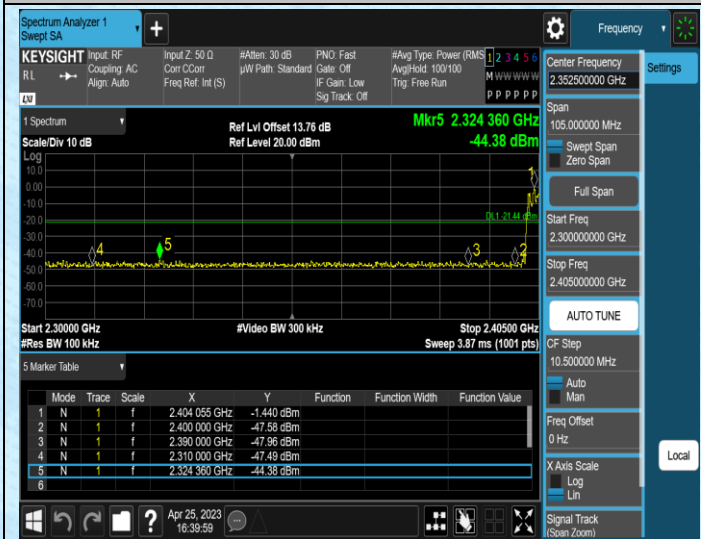 Spectrum Analyzer 1
Swept SA
Frequency
KEYSIGHT Input: RF Input Z: 50 Ω #Atten: 30 dB PNO: Fast #Avg Type: Power (RMS) 1 2 3 4 5 6
RL Coupling: AC Corr CCorr µW Path: Standard Gate: Off Avg|Hold: 100/100 M W W W W W
Align: Auto Freq Ref: Int (S) IF Gain: Low Trig: Free Run
LXI Sig Track: Off P P P P P P
1 Spectrum
Ref Lvl Offset 13.76 dB Mkr5 2.324 360 GHz
Scale/Div 10 dB Ref Level 20.00 dBm -44.38 dBm
Log
10.0
0.00
-10.0
-20.0
DL1 -21.44 dBm
-30.0
-40.0
-50.0
-60.0
-70.0
1
4 5 3 2
Start 2.30000 GHz #Video BW 300 kHz Stop 2.40500 GHz
#Res BW 100 kHz Sweep 3.87 ms (1001 pts)
5 Marker Table
Mode Trace Scale X Y Function Function Width Function Value
1 N 1 f 2.404 055 GHz -1.440 dBm
2 N 1 f 2.400 000 GHz -47.58 dBm
3 N 1 f 2.390 000 GHz -47.96 dBm
4 N 1 f 2.310 000 GHz -47.49 dBm
5 N 1 f 2.324 360 GHz -44.38 dBm
6
Apr 25, 2023
16:39:59
?
Center Frequency
2.352500000 GHz
Settings
Span
105.000000 MHz
Swept Span
Zero Span
Full Span
Start Freq
2.300000000 GHz
Stop Freq
2.405000000 GHz
AUTO TUNE
CF Step
10.500000 MHz
Auto
Man
Freq Offset
0 Hz
Local
X Axis Scale
Log
Lin
Signal Track
(Span Zoom)